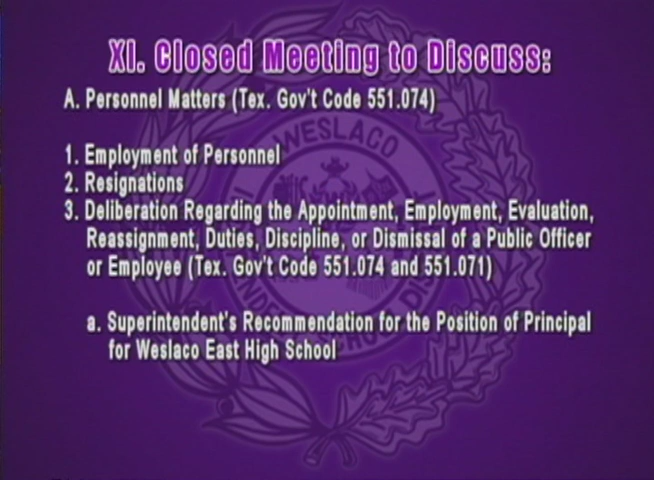 XI. Closed Meeting to Discuss:
A. Personnel Matters (Tex. Gov't Code 551.074)
1. Employment of Personnel
2. Resignations
3. Deliberation Regarding the Appointment, Employment, Evaluation,
Reassignment, Duties, Discipline, or Dismissal of a Public Officer
or Employee (Tex. Gov't Code 551.074 and 551.071)
a. Superintendent's Recommendation for the Position of Principal
for Weslaco East High School
WESLACO